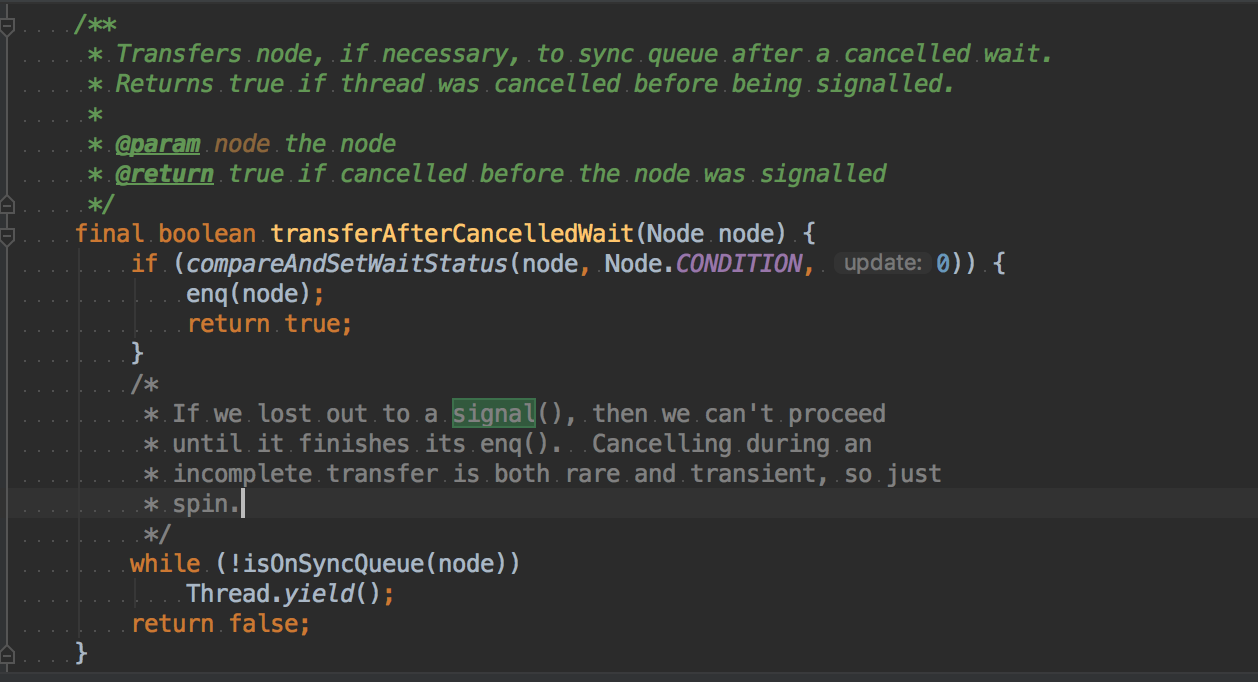 /**
* Transfers node, if necessary, to sync queue after a cancelled wait.
* Returns true if thread was cancelled before being signalled.
*
* @param node the node
* @return true if cancelled before the node was signalled
*/
final boolean transferAfterCancelledWait(Node node) {
if (compareAndSetWaitStatus(node, Node.CONDITION, update: 0)) {
enq(node);
return true;
}
/*
* If we lost out to a signal(), then we can't proceed
* until it finishes its enq().  Cancelling during an
* incomplete transfer is both rare and transient, so just
* spin.
*/
while (!isOnSyncQueue(node))
Thread.yield();
return false;
}